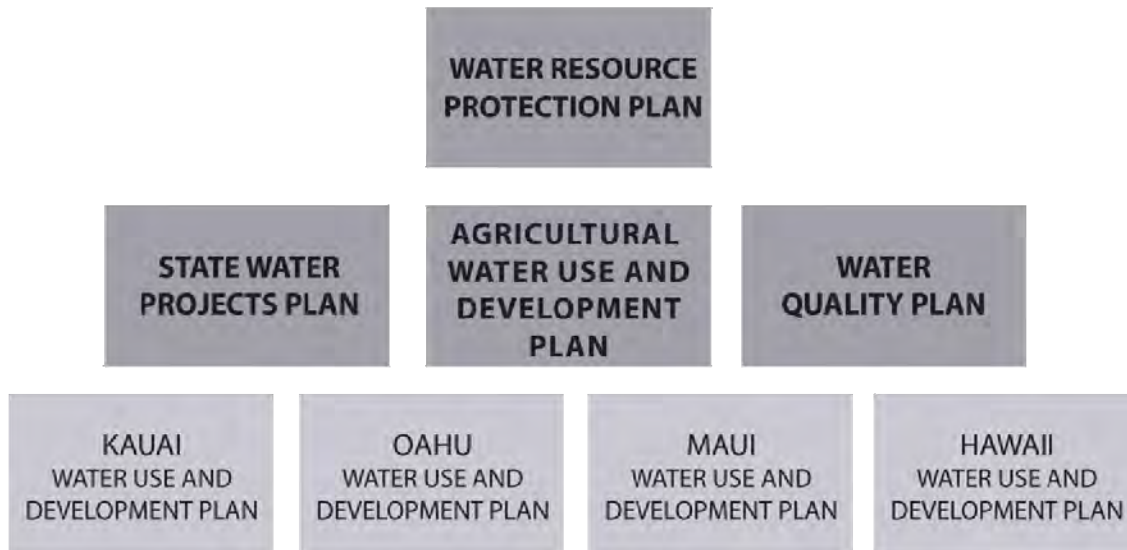 WATER RESOURCE
PROTECTION PLAN
STATE WATER
PROJECTS PLAN
AGRICULTURAL
WATER USE AND
DEVELOPMENT
PLAN
WATER
QUALITY PLAN
KAUAI
WATER USE AND
DEVELOPMENT PLAN
OAHU
WATER USE AND
DEVELOPMENT PLAN
MAUI
WATER USE AND
DEVELOPMENT PLAN
HAWAII
WATER USE AND
DEVELOPMENT PLAN